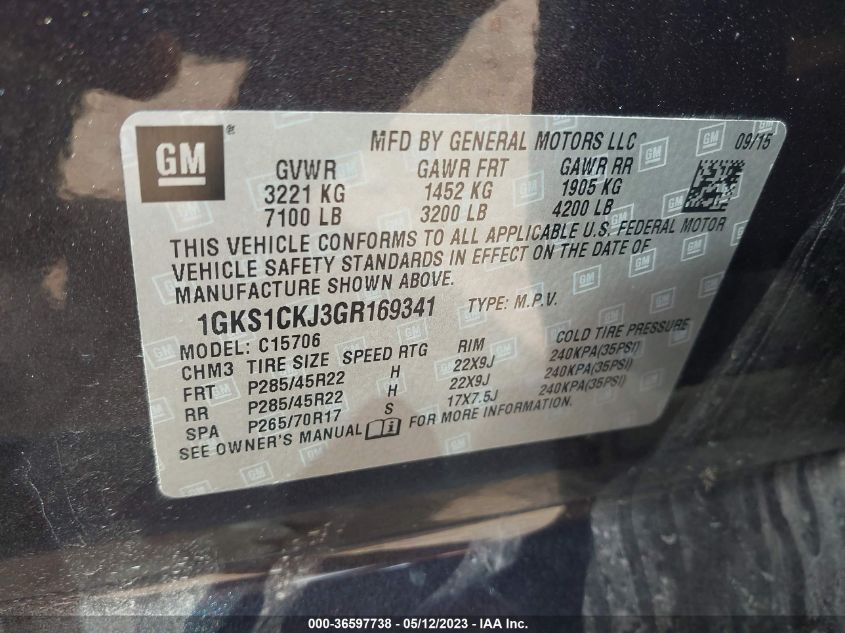 GM ® MFD BY GENERAL MOTORS LLC 09/15
GVWR GAWR FRT GAWR RR
3221 KG 1452 KG 1905 KG
7100 LB 3200 LB 4200 LB
THIS VEHICLE CONFORMS TO ALL APPLICABLE U.S. FEDERAL MOTOR
VEHICLE SAFETY STANDARDS IN EFFECT ON THE DATE OF
MANUFACTURE SHOWN ABOVE.
1GKS1CKJ3GR169341 TYPE: M.P.V.
MODEL: C15706
CHM3 TIRE SIZE SPEED RTG RIM COLD TIRE PRESSURE
FRT P285/45R22 H 22X9J 240KPA(35PSI)
RR P285/45R22 H 22X9J 240KPA(35PSI)
SPA P265/70R17 S 17X7.5J 240KPA(35PSI)
SEE OWNER'S MANUAL FOR MORE INFORMATION.
000-36597738 - 05/12/2023 - IAA Inc.